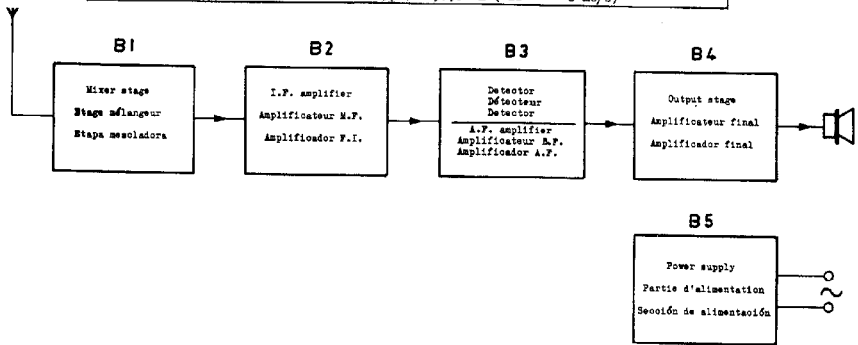 B1
Mixer stage
Etage mélangeur
Etapa mescladora
B2
I.F. amplifier
Amplificateur M.F.
Amplificador F.I.
B3
Detector
Détecteur
Detector
A.F. amplifier
Amplificateur B.F.
Amplificador A.F.
B4
Output stage
Amplificateur final
Amplificador final
B5
Power supply
Partie d'alimentation
Sección de alimentación
~